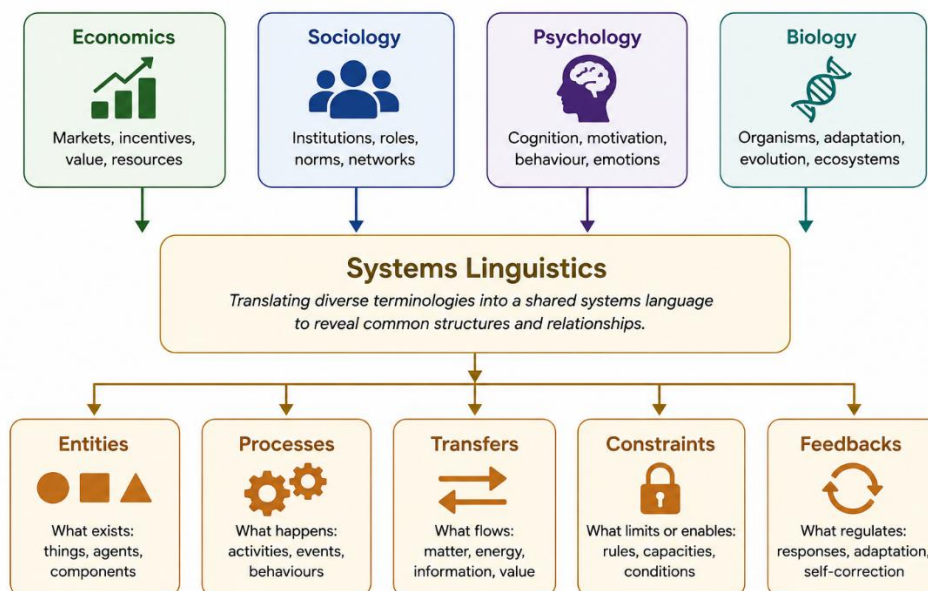 Economics
Markets, incentives,
value, resources
Sociology
Institutions, roles,
norms, networks
Psychology
Cognition, motivation,
behaviour, emotions
Biology
Organisms, adaptation,
evolution, ecosystems
Systems Linguistics
Translating diverse terminologies into a shared systems language
to reveal common structures and relationships.
Entities
What exists:
things, agents,
components
Processes
What happens:
activities, events,
behaviours
Transfers
What flows:
matter, energy,
information, value
Constraints
What limits or enables:
rules, capacities,
conditions
Feedbacks
What regulates:
responses, adaptation,
self-correction